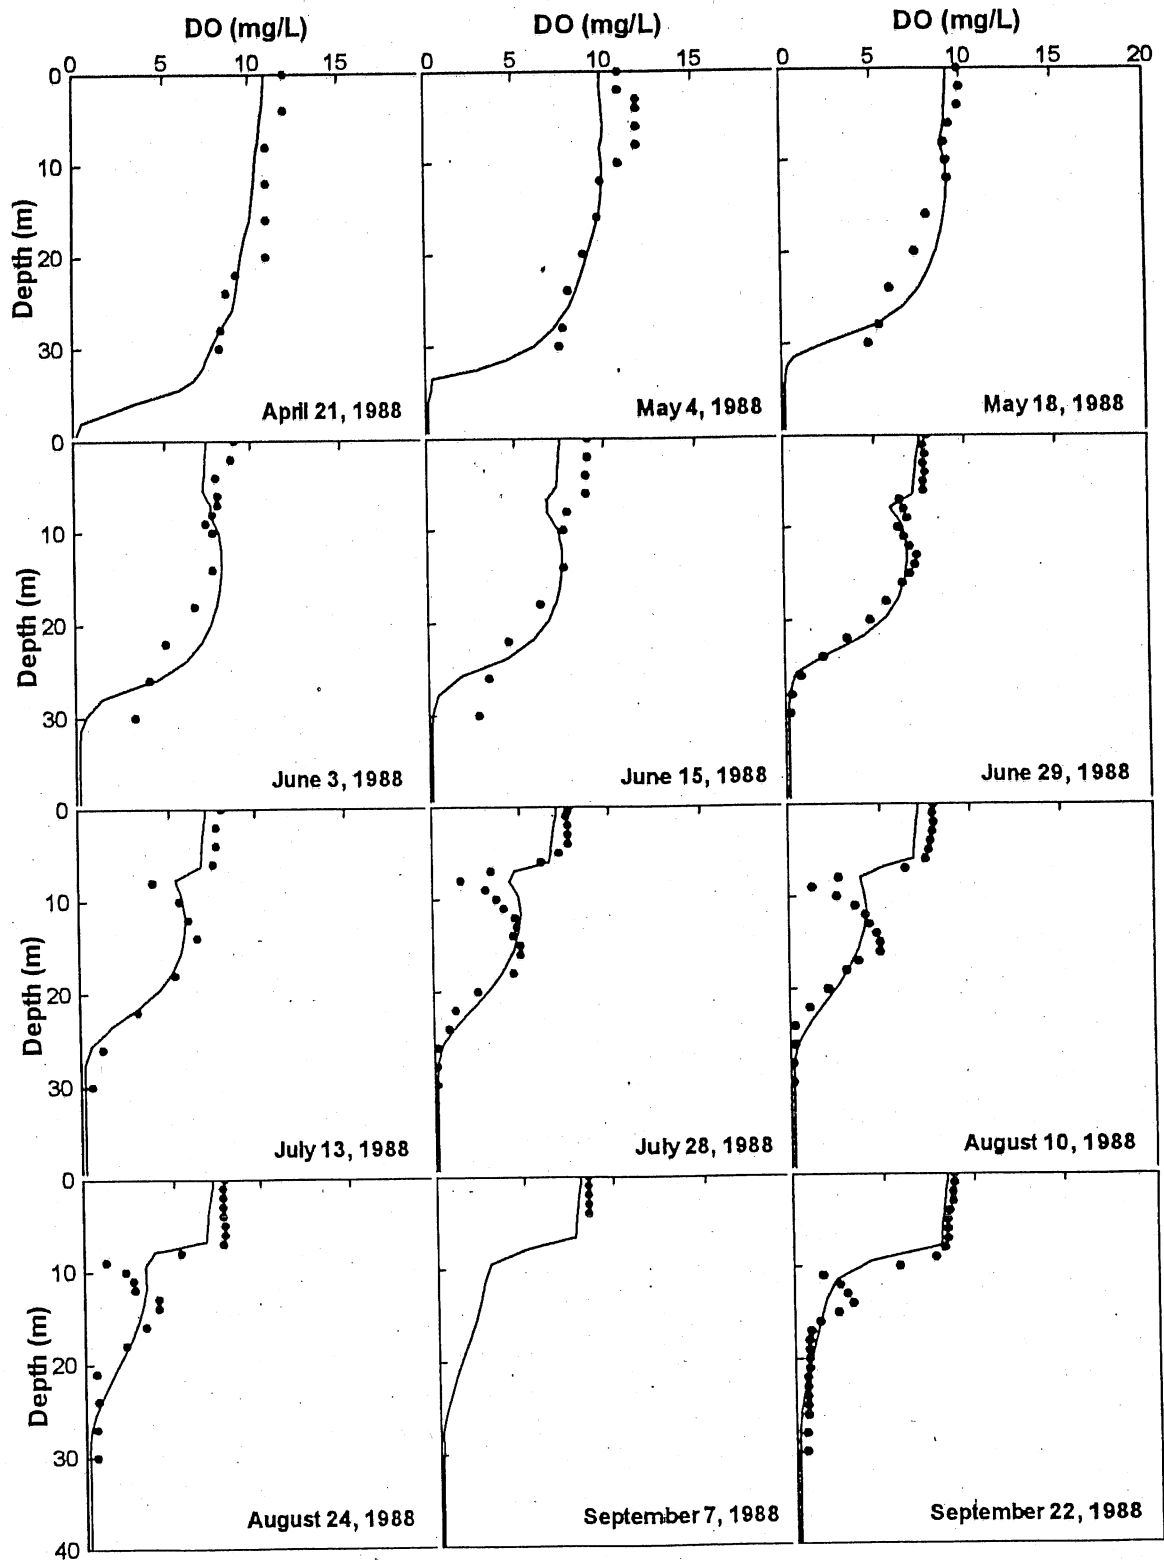 DO (mg/L) DO (mg/L) DO (mg/L)
0 5 10 15 0 5 10 15 0 5 10 15 20
0
10
20
30
Depth (m)
April 21, 1988 May 4, 1988 May 18, 1988
0
10
20
30
Depth (m)
June 3, 1988 June 15, 1988 June 29, 1988
0
10
20
30
Depth (m)
July 13, 1988 July 28, 1988 August 10, 1988
0
10
20
30
40
Depth (m)
August 24, 1988 September 7, 1988 September 22, 1988